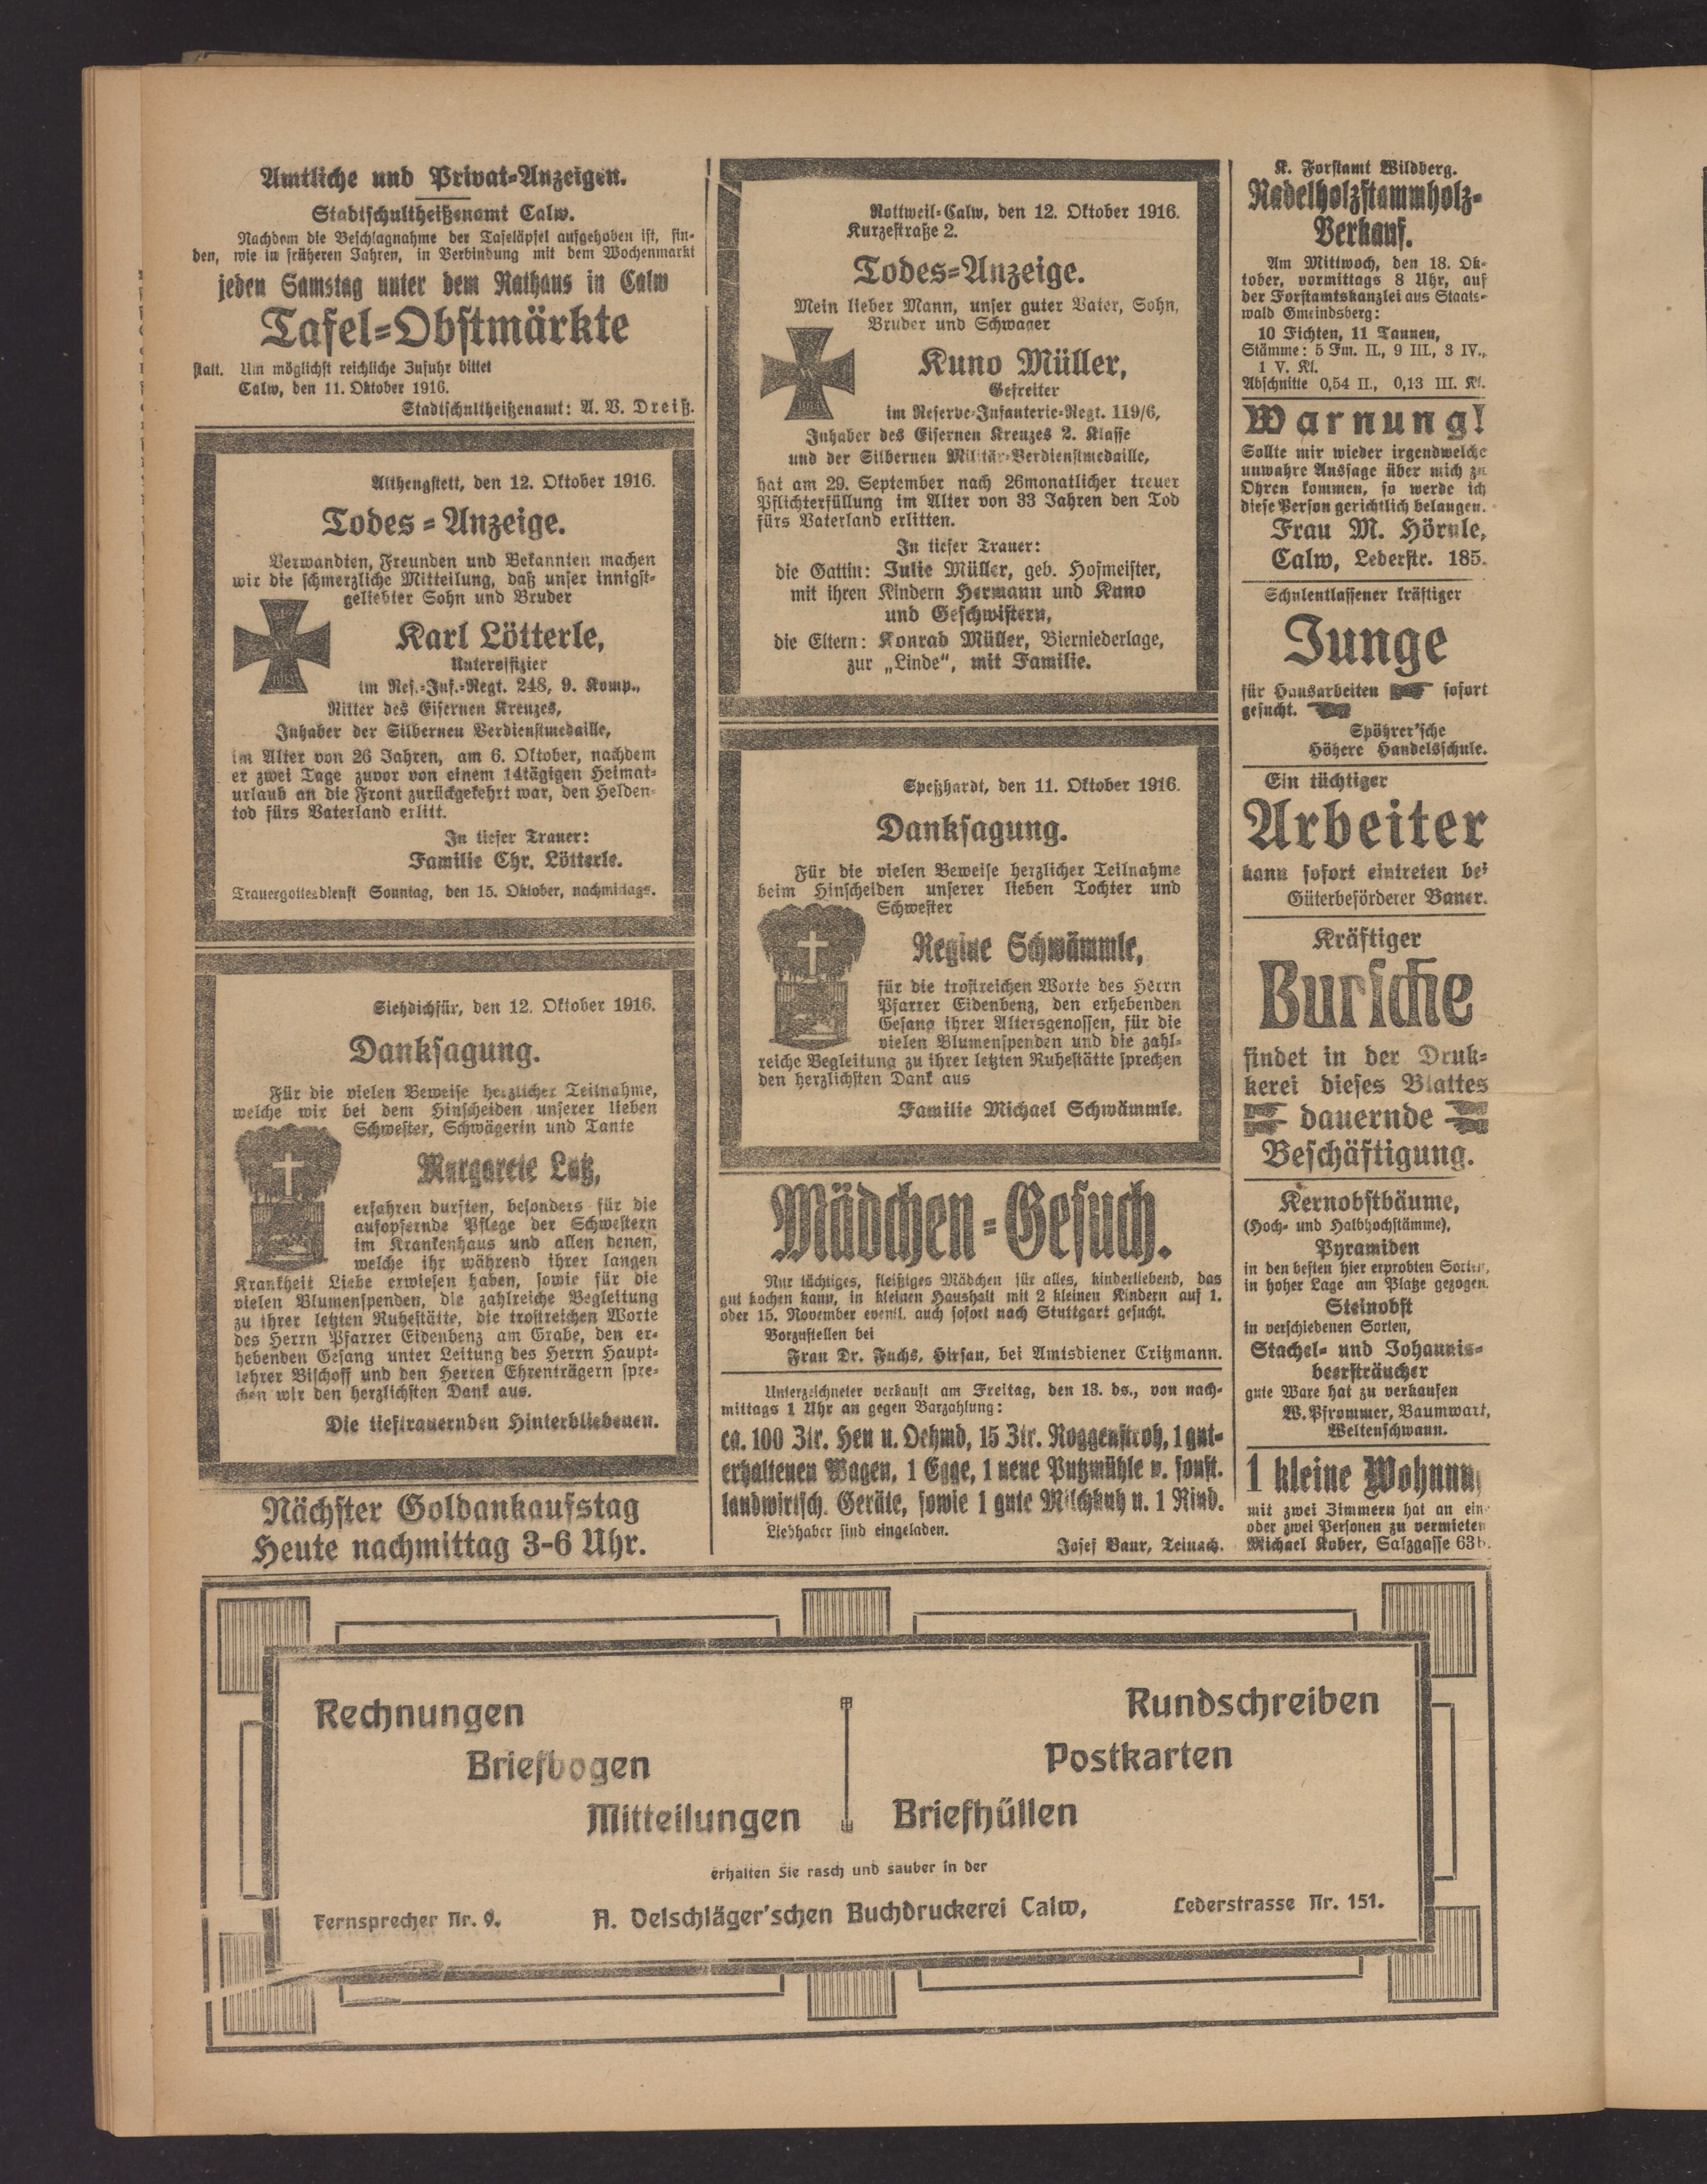 Amtliche und Privat-Anzeigen.
Stadtschultheißenamt Calw.
Nachdem die Beschlagnahme der Tafeläpfel aufgehoben ist, fin-
den, wie in früheren Jahren, in Verbindung mit dem Wochenmarkt
jeden Samstag unter dem Rathaus in Calw
Tafel-Obstmärkte
statt. Um möglichst reichliche Zufuhr bittet
Calw, den 11. Oktober 1916.
Stadtschultheißenamt: A. V. Dreiß.
Althengstett, den 12. Oktober 1916.
Todes-Anzeige.
Verwandten, Freunden und Bekannten machen
wir die schmerzliche Mitteilung, daß unser innigst-
geliebter Sohn und Bruder
Karl Lötterle,
Unteroffizier
im Res.-Inf.-Regt. 248, 9. Komp.,
Ritter des Eisernen Kreuzes,
Inhaber der Silbernen Verdienstmedaille,
im Alter von 26 Jahren, am 6. Oktober, nachdem
er zwei Tage zuvor von einem 14tägigen Heimat-
urlaub an die Front zurückgekehrt war, den Helden-
tod fürs Vaterland erlitt.
In tiefer Trauer:
Familie Chr. Lötterle.
Trauergottesdienst Sonntag, den 15. Oktober, nachmittags.
Siehdichfür, den 12. Oktober 1916.
Danksagung.
Für die vielen Beweise herzlicher Teilnahme,
welche wir bei dem Hinscheiden unserer lieben
Schwester, Schwägerin und Tante
Margarete Lutz,
erfahren durften, besonders für die
aufopfernde Pflege der Schwestern
im Krankenhaus und allen denen,
welche ihr während ihrer langen
Krankheit Liebe erwiesen haben, sowie für die
vielen Blumenspenden, die zahlreiche Begleitung
zu ihrer letzten Ruhestätte, die trostreichen Worte
des Herrn Pfarrer Eidenbenz am Grabe, den er-
hebenden Gesang unter Leitung des Herrn Haupt-
lehrer Bischoff und den Herren Ehrenträgern spre-
chen wir den herzlichsten Dank aus.
Die tieftrauernden Hinterbliebenen.
Nächster Goldankaufstag
Heute nachmittag 3-6 Uhr.
Rottweil-Calw, den 12. Oktober 1916.
Kurzestraße 2.
Todes-Anzeige.
Mein lieber Mann, unser guter Vater, Sohn,
Bruder und Schwager
Kuno Müller,
Gefreiter
im Reserve-Infanterie-Regt. 119/6,
Inhaber des Eisernen Kreuzes 2. Klasse
und der Silbernen Militär-Verdienstmedaille,
hat am 29. September nach 26monatlicher treuer
Pflichterfüllung im Alter von 33 Jahren den Tod
fürs Vaterland erlitten.
In tiefer Trauer:
die Gattin: Julie Müller, geb. Hofmeister,
mit ihren Kindern Hermann und Kuno
und Geschwistern,
die Eltern: Konrad Müller, Bierniederlage,
zur „Linde“, mit Familie.
Speßhardt, den 11. Oktober 1916.
Danksagung.
Für die vielen Beweise herzlicher Teilnahme
beim Hinscheiden unserer lieben Tochter und
Schwester
Regine Schwämmle,
für die trostreichen Worte des Herrn
Pfarrer Eidenbenz, den erhebenden
Gesang ihrer Altersgenossen, für die
vielen Blumenspenden und die zahl-
reiche Begleitung zu ihrer letzten Ruhestätte sprechen
den herzlichsten Dank aus
Familie Michael Schwämmle.
Mädchen-Gesuch.
Nur tüchtiges, fleißiges Mädchen für alles, kinderliebend, das
gut kochen kann, in kleinen Haushalt mit 2 kleinen Kindern auf 1.
oder 15. November eventl. auch sofort nach Stuttgart gesucht.
Vorzustellen bei
Frau Dr. Fuchs, Hirsau, bei Amtsdiener Critzmann.
Unterzeichneter verkauft am Freitag, den 13. ds., von nach-
mittags 1 Uhr an gegen Barzahlung:
ca. 100 Ztr. Heu u. Oehmd, 15 Ztr. Roggenstroh, 1 gut-
erhaltenen Wagen, 1 Egge, 1 neue Putzmühle u. sonst.
landwirtsch. Geräte, sowie 1 gute Milchkuh u. 1 Rind.
Liebhaber sind eingeladen.
Josef Baur, Teinach.
K. Forstamt Wildberg.
Nadelholzstammholz-
Verkauf.
Am Mittwoch, den 18. Ok-
tober, vormittags 8 Uhr, auf
der Forstamtskanzlei aus Staats-
wald Gmeindsberg:
10 Fichten, 11 Tannen,
Stämme: 5 Fm. II., 9 III., 3 IV.,
1 V. Kl.
Abschnitte 0,54 II., 0,13 III. Kl.
Warnung!
Sollte mir wieder irgendwelche
unwahre Aussage über mich zu
Ohren kommen, so werde ich
diese Person gerichtlich belangen.
Frau M. Hörnle,
Calw, Lederstr. 185.
Schulentlassener kräftiger
Junge
für Hausarbeiten sofort
gesucht.
Spöhrer'sche
Höhere Handelsschule.
Ein tüchtiger
Arbeiter
kann sofort eintreten bei
Güterbeförderer Bauer.
Kräftiger
Bursche
findet in der Druk-
kerei dieses Blattes
dauernde
Beschäftigung.
Kernobstbäume,
(Hoch- und Halbhochstämme),
Pyramiden
in den besten hier erprobten Sorten,
in hoher Lage am Platze gezogen.
Steinobst
in verschiedenen Sorten,
Stachel- und Johannis-
beersträucher
gute Ware hat zu verkaufen
W. Pfrommer, Baumwart,
Weltenschwann.
1 kleine Wohnung
mit zwei Zimmern hat an ein
oder zwei Personen zu vermieten
Michael Kober, Salzgasse 63b.
Rechnungen
Briefbogen
Mitteilungen
Rundschreiben
Postkarten
Briefhüllen
erhalten Sie rasch und sauber in der
Fernsprecher Nr. 9. A. Oelschläger'schen Buchdruckerei Calw, Lederstrasse Nr. 151.